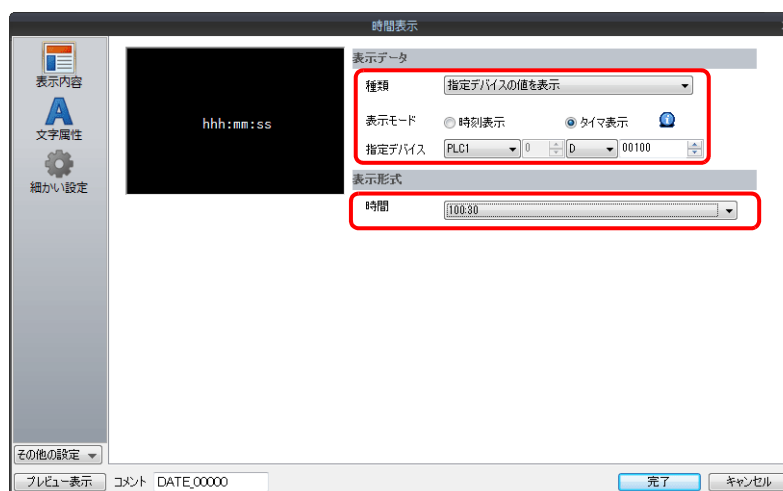 時間表示
表示内容
文字属性
細かい設定
hhh:mm:ss
表示データ
種類 指定デバイスの値を表示
表示モード 時刻表示 タイマ表示
指定デバイス PLC1 0 D 00100
表示形式
時間 100:30
その他の設定
プレビュー表示 コメント DATE_00000 完了 キャンセル